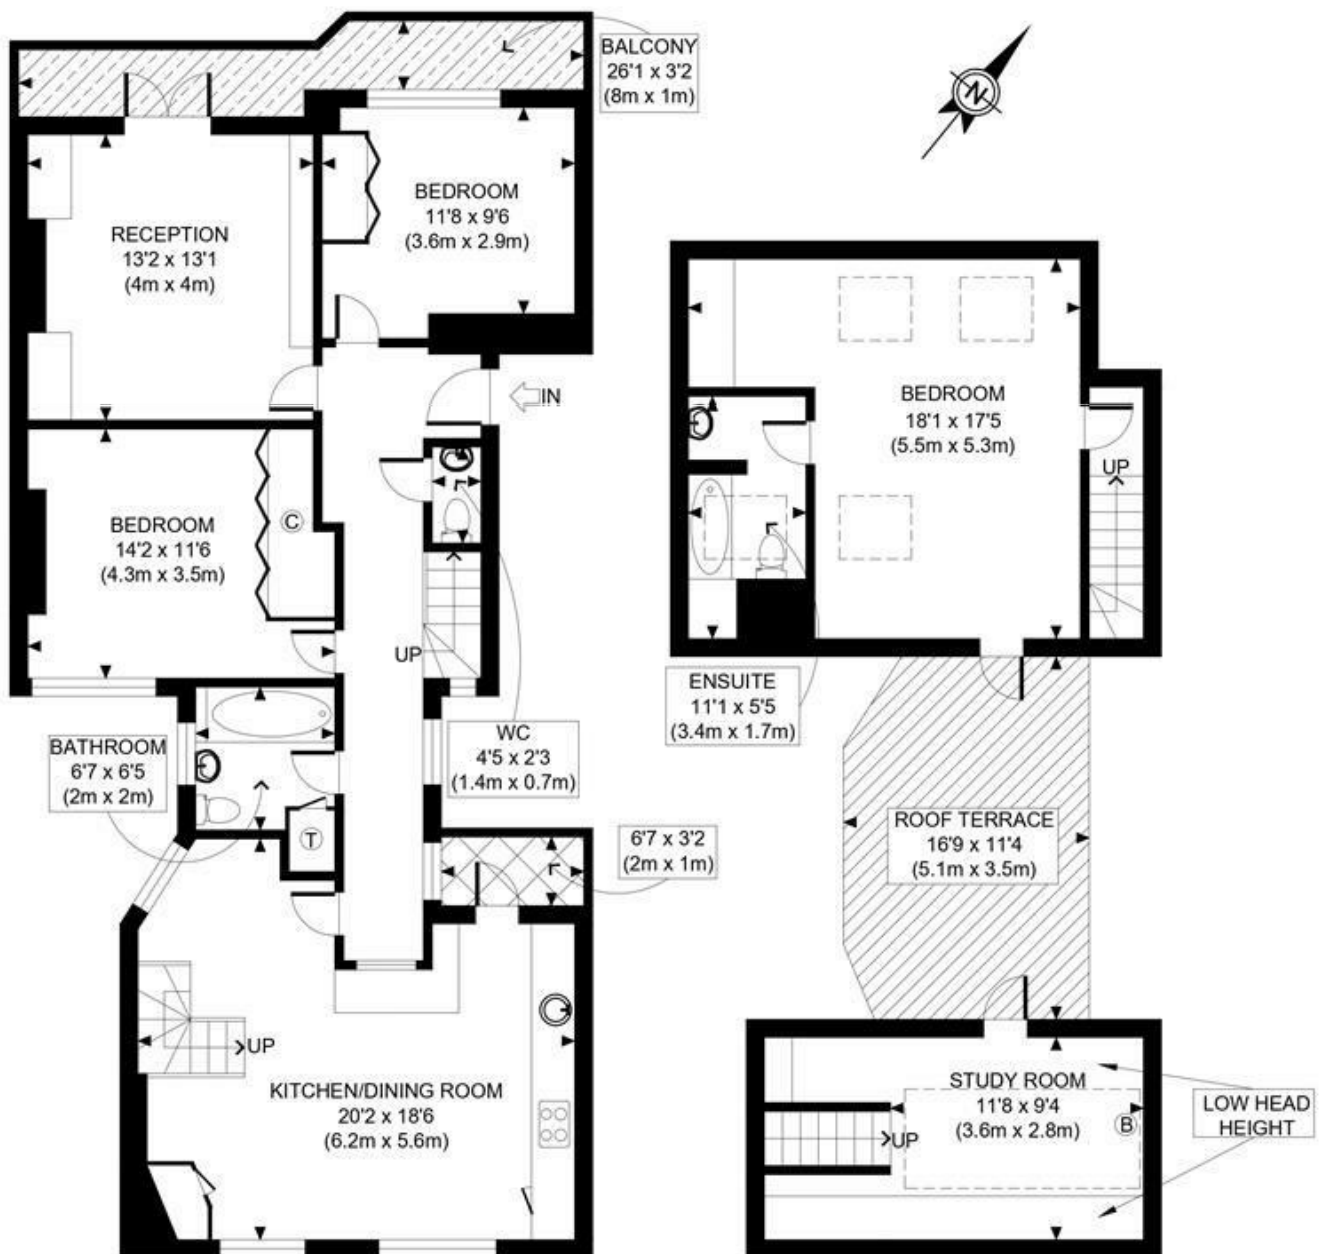 BALCONY
26'1 x 3'2
(8m x 1m)
N
BEDROOM
11'8 x 9'6
(3.6m x 2.9m)
RECEPTION
13'2 x 13'1
(4m x 4m)
IN
BEDROOM
18'1 x 17'5
(5.5m x 5.3m)
UP
BEDROOM
14'2 x 11'6
(4.3m x 3.5m)
C
UP
ENSUITE
11'1 x 5'5
(3.4m x 1.7m)
WC
4'5 x 2'3
(1.4m x 0.7m)
BATHROOM
6'7 x 6'5
(2m x 2m)
T
6'7 x 3'2
(2m x 1m)
ROOF TERRACE
16'9 x 11'4
(5.1m x 3.5m)
UP
KITCHEN/DINING ROOM
20'2 x 18'6
(6.2m x 5.6m)
STUDY ROOM
11'8 x 9'4
(3.6m x 2.8m)
B
UP
LOW HEAD
HEIGHT